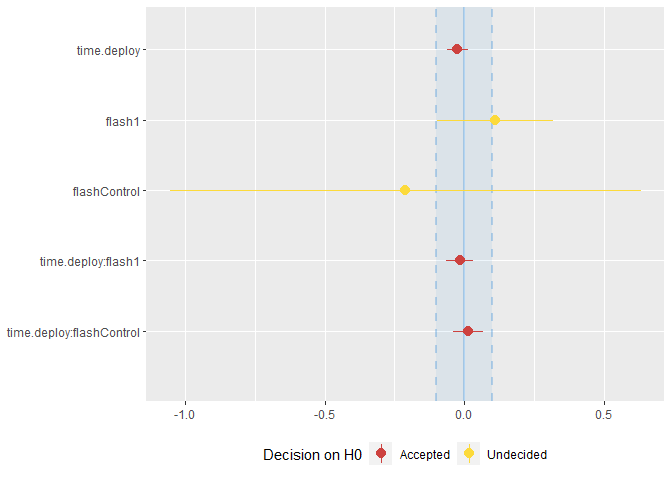 time.deploy
flash1
flashControl
time.deploy:flash1
time.deploy:flashControl
-1.0 -0.5 0.0 0.5
Decision on H0 Accepted Undecided